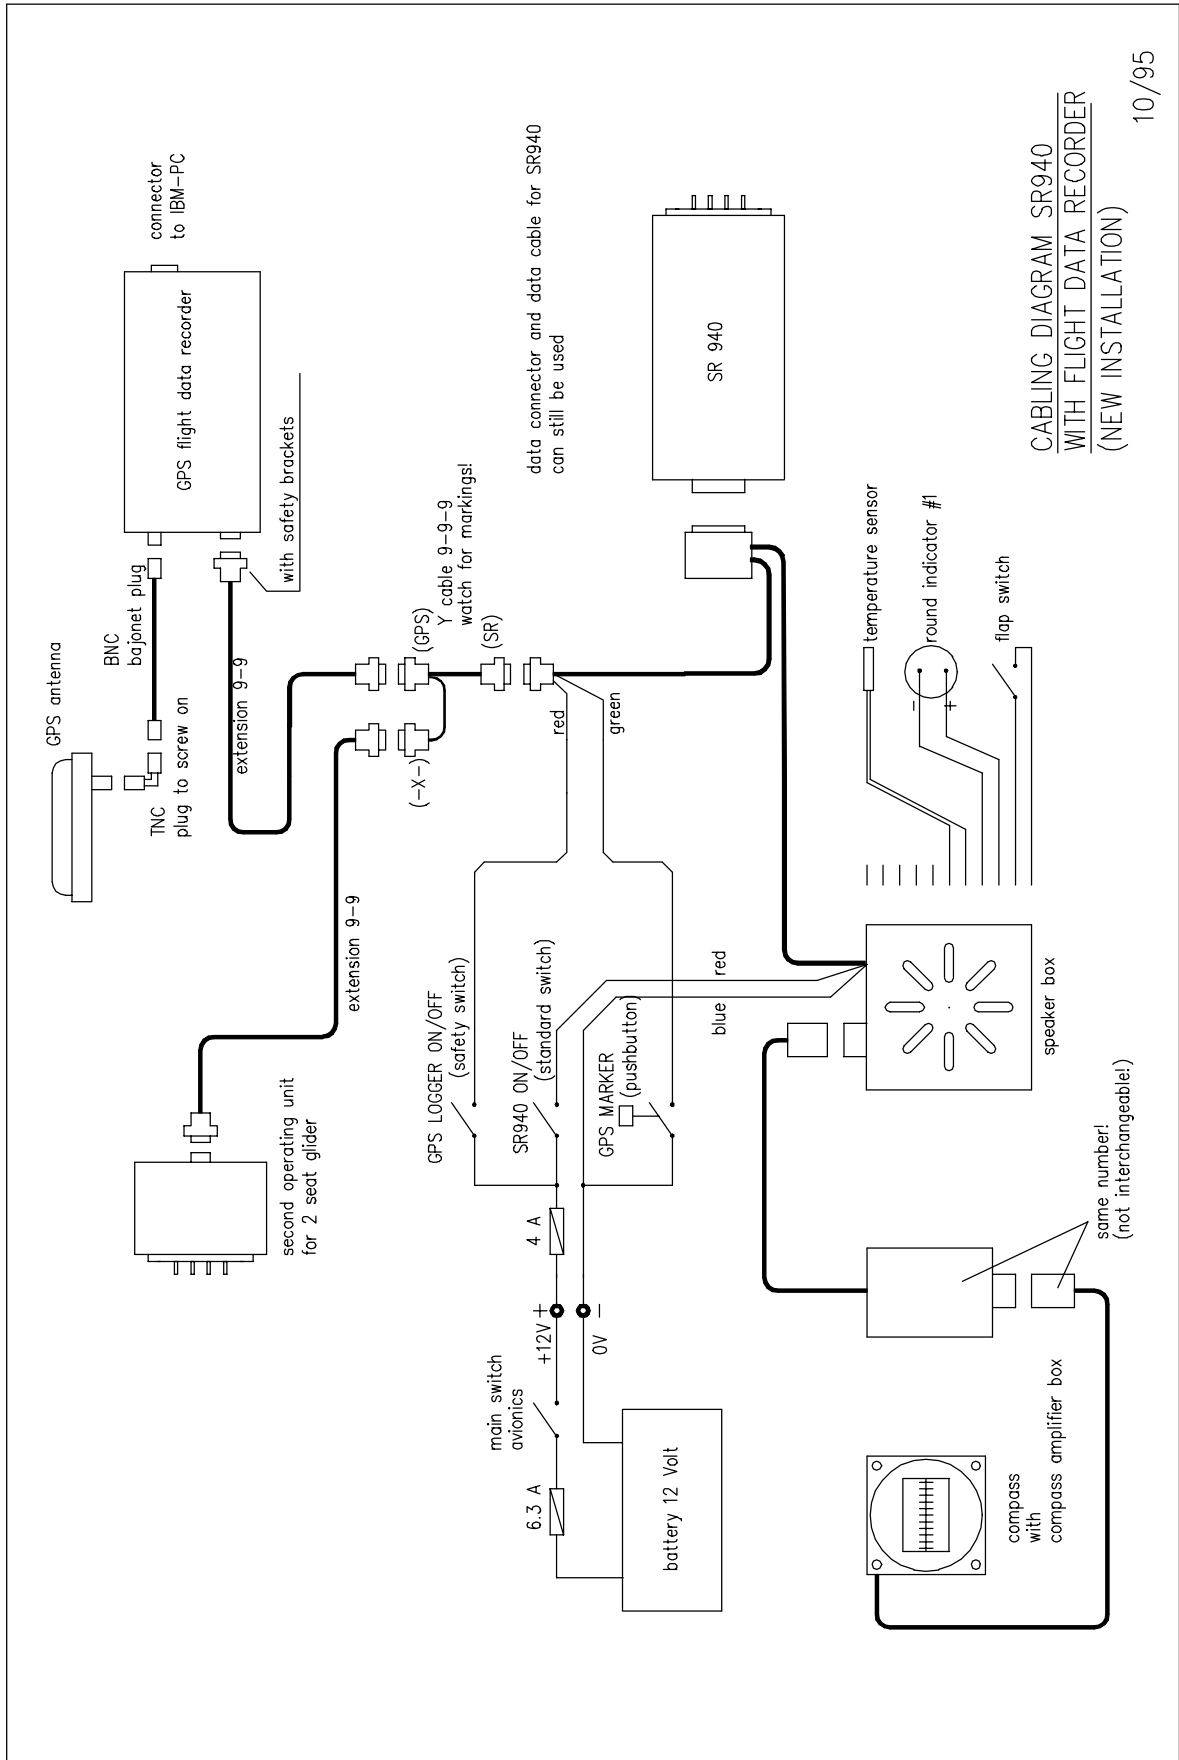 GPS antenna
BNC
bajonet plug
TNC
plug to screw on
connector
to IBM-PC
GPS flight data recorder
with safety brackets
extension 9-9
(GPS)
Y cable 9-9-9
watch for markings!
(SR)
(-X-)
extension 9-9
second operating unit
for 2 seat glider
data connector and data cable for SR940
can still be used
SR 940
red
green
GPS LOGGER ON/OFF
(safety switch)
SR940 ON/OFF
(standard switch)
GPS MARKER
(pushbutton)
blue
red
4 A
+12V
+
0V
-
main switch
avionics
6.3 A
battery 12 Volt
temperature sensor
round indicator #1
-
+
flap switch
speaker box
same number!
(not interchangeable!)
compass
with
compass amplifier box
CABLING DIAGRAM SR940
WITH FLIGHT DATA RECORDER
(NEW INSTALLATION)
10/95